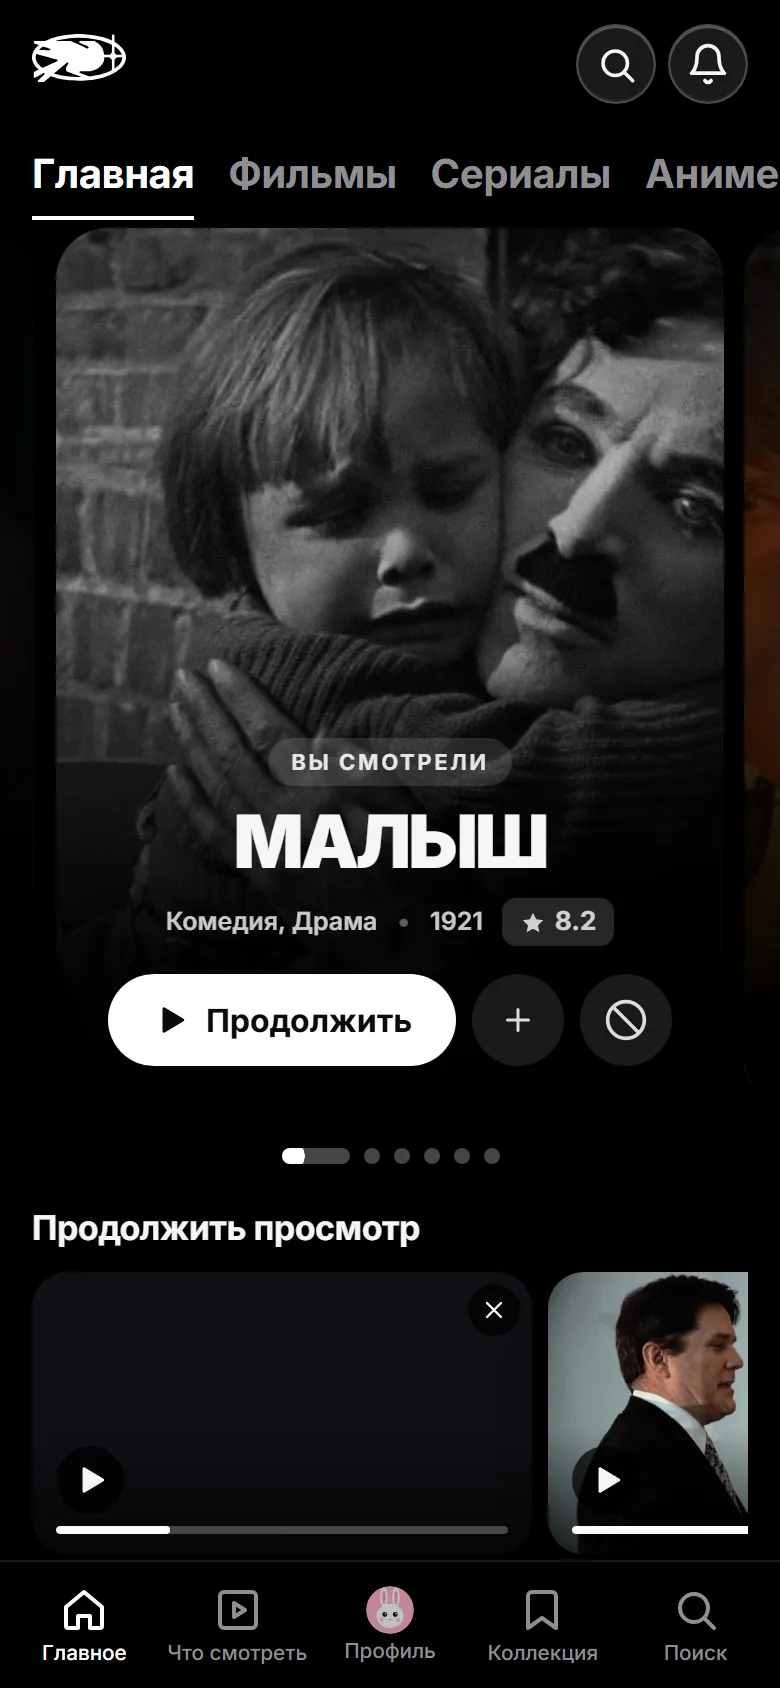 Главная Фильмы Сериалы Аниме
ВЫ СМОТРЕЛИ
МАЛЫШ
Комедия, Драма • 1921 ★ 8.2
Продолжить
Продолжить просмотр
Главное Что смотреть Профиль Коллекция Поиск